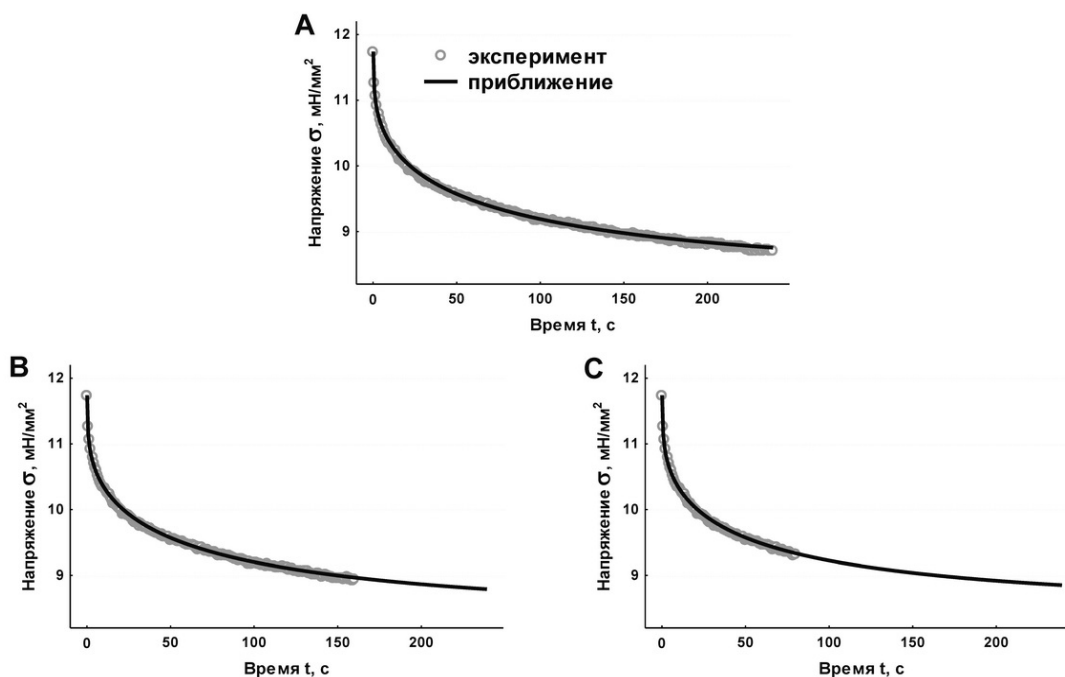 A
эксперимент
приближение
Напряжение σ, мН/мм²
12
11
10
9
0 50 100 150 200
Время t, с
B
Напряжение σ, мН/мм²
12
11
10
9
0 50 100 150 200
Время t, с
C
Напряжение σ, мН/мм²
12
11
10
9
0 50 100 150 200
Время t, с